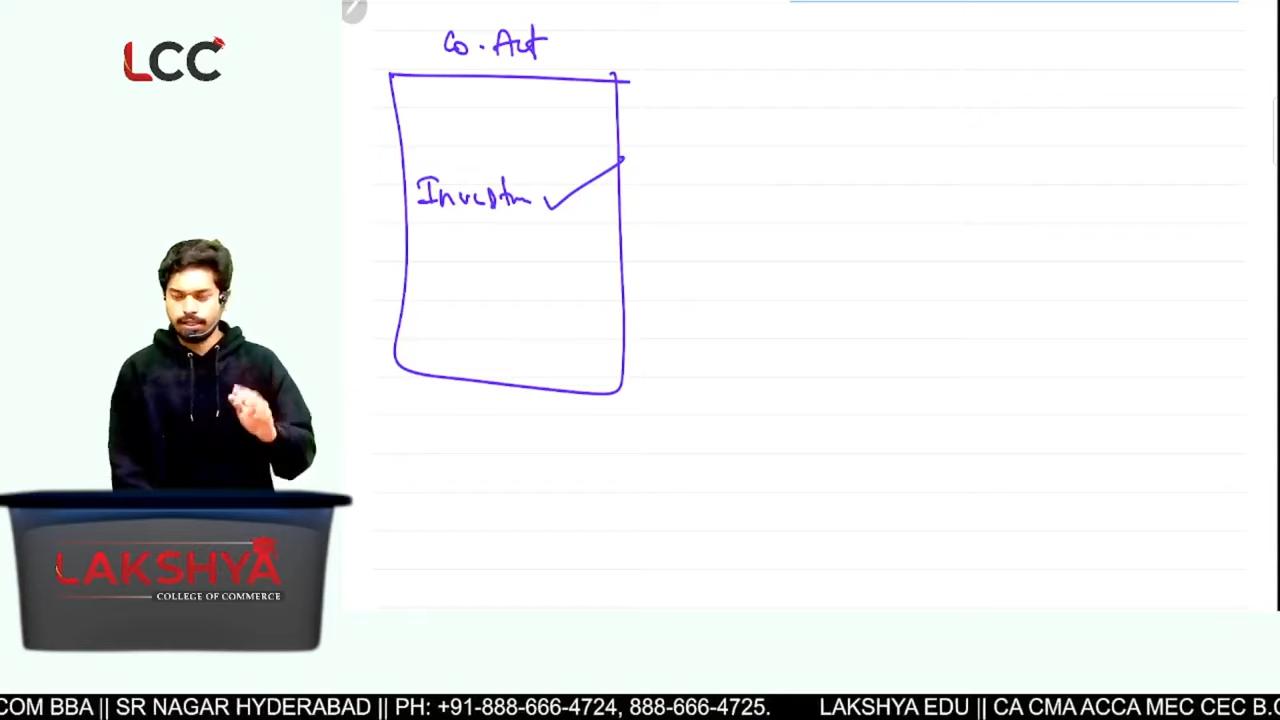 LCC
Co. Act
LAKSHYA
COLLEGE OF COMMERCE
COM BBA || SR NAGAR HYDERABAD || PH: +91-888-666-4724, 888-666-4725. LAKSHYA EDU || CA CMA ACCA MEC CEC B.C